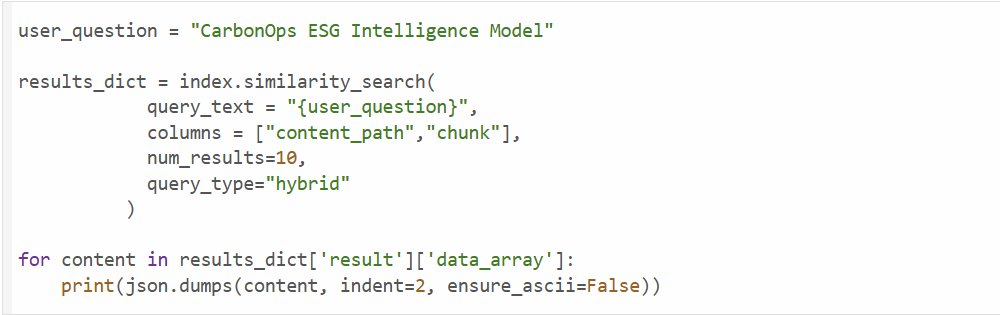 user_question = "CarbonOps ESG Intelligence Model"
results_dict = index.similarity_search(
query_text = "{user_question}",
columns = ["content_path","chunk"],
num_results=10,
query_type="hybrid"
)
for content in results_dict['result']['data_array']:
print(json.dumps(content, indent=2, ensure_ascii=False))